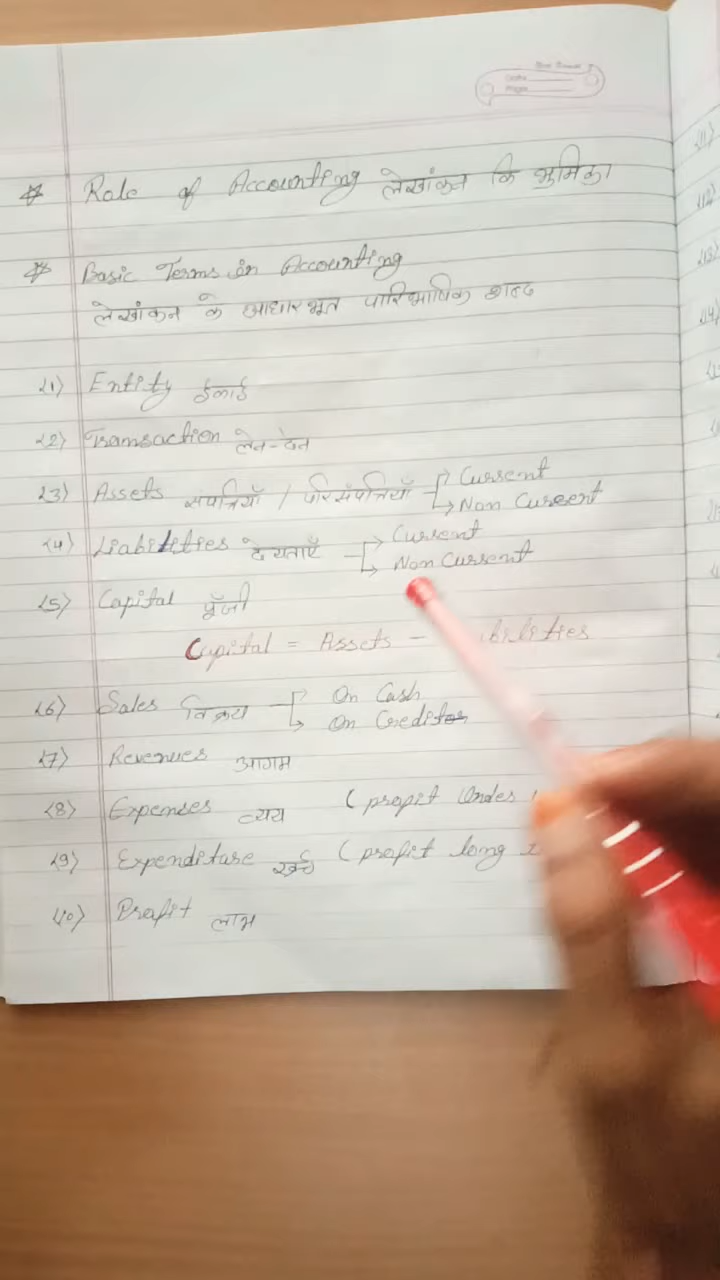 * Role of Accounting लेखांकन कि भुमिका
* Basic Terms in Accounting
लेखांकन के आधारभूत पारिभाषिक शब्द
(1) Entity ईकाई
(2) Transaction लेन-देन
(3) Assets संपत्तियाँ / परिसंपत्तियाँ → Current
→ Non Current
(4) Liabilities देयताएँ → Current
→ Non Current
(5) Capital पूँजी
Capital = Assets -
(6) Sales विक्रय → On Cash
→ On Credit
(7) Revenues आगम
(8) Expenses व्यय (profit Under
(9) Expenditure खर्च (profit long
(10) Profit लाभ